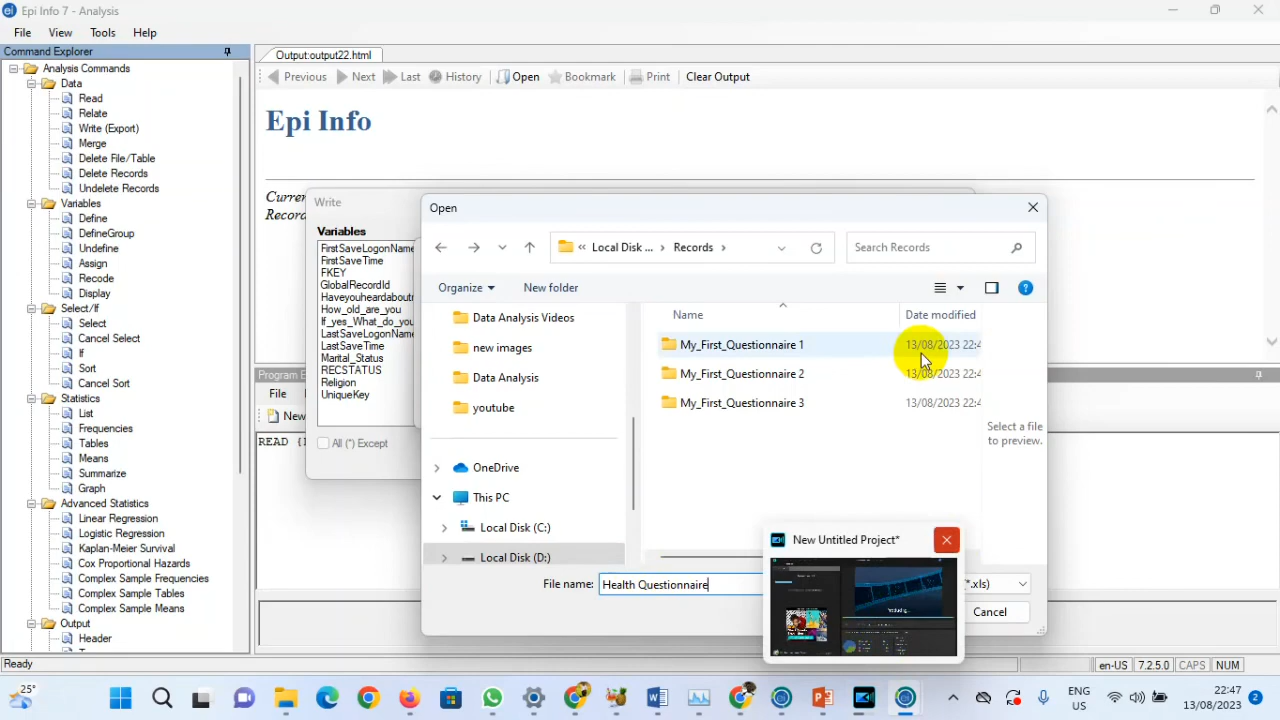 Epi Info 7 - Analysis
File View Tools Help
Command Explorer
Analysis Commands
Data
Read
Relate
Write (Export)
Merge
Delete File/Table
Delete Records
Undelete Records
Variables
Define
DefineGroup
Undefine
Assign
Recode
Display
Select/If
Select
Cancel Select
If
Sort
Cancel Sort
Statistics
List
Frequencies
Tables
Means
Summarize
Graph
Advanced Statistics
Linear Regression
Logistic Regression
Kaplan-Meier Survival
Cox Proportional Hazards
Complex Sample Frequencies
Complex Sample Tables
Complex Sample Means
Output
Header
Output:output22.html
Previous Next Last History Open Bookmark Print Clear Output
Epi Info
Curren
Record
Write
Variables
FirstSaveLogonName
FirstSaveTime
FKEY
GlobalRecordId
Haveyouheardabout
How_old_are_you
If_yes_What_do_you
LastSaveLogonName
LastSaveTime
Marital_Status
RECSTATUS
Religion
UniqueKey
All (*) Except
Program E
File
New
READ {
Open
« Local Disk ... › Records ›
Search Records
Organize New folder
Data Analysis Videos
new images
Data Analysis
youtube
OneDrive
This PC
Local Disk (C:)
Local Disk (D:)
Name Date modified
My_First_Questionnaire 1 13/08/2023 22:4
My_First_Questionnaire 2 13/08/2023 22:4
My_First_Questionnaire 3 13/08/2023 22:4
Select a file
to preview.
File name: Health Questionnaire
*.xls)
Cancel
New Untitled Project*
Ready
en-US 7.2.5.0 CAPS NUM
25°
ENG
US
22:47
13/08/2023
2